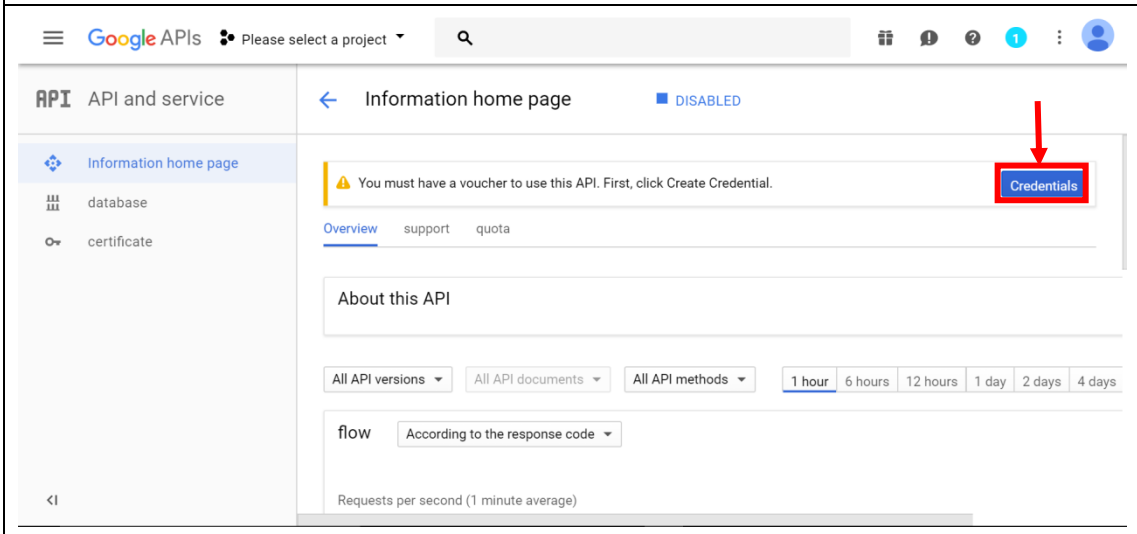 Google APIs Please select a project
1
API API and service
Information home page DISABLED
Information home page
database
certificate
You must have a voucher to use this API. First, click Create Credential.
Credentials
Overview support quota
About this API
All API versions All API documents All API methods 1 hour 6 hours 12 hours 1 day 2 days 4 days
flow According to the response code
Requests per second (1 minute average)